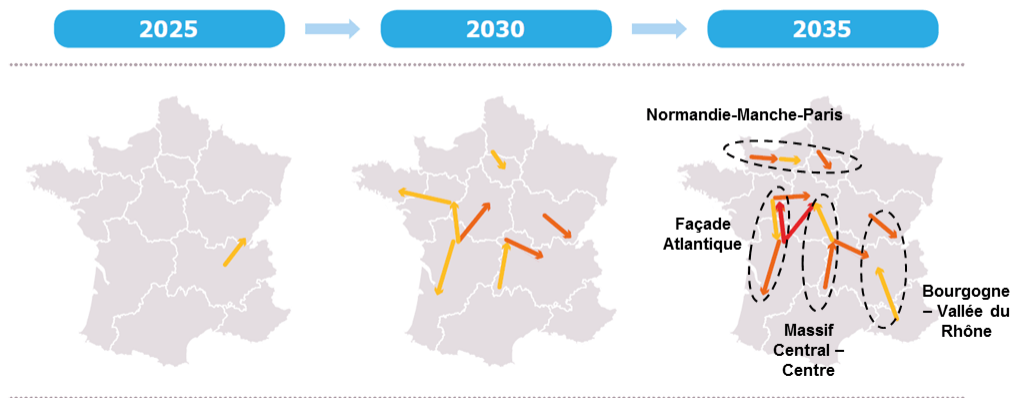 2025
2030
2035
Normandie-Manche-Paris
Façade
Atlantique
Massif
Central –
Centre
Bourgogne
– Vallée du
Rhône